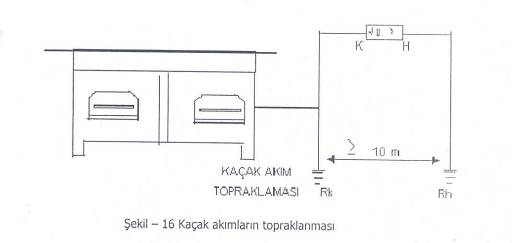 K H
≥ 10 m
KAÇAK AKIM
TOPRAKLAMASI Rk Rh
Şekil – 16 Kaçak akımların topraklanması